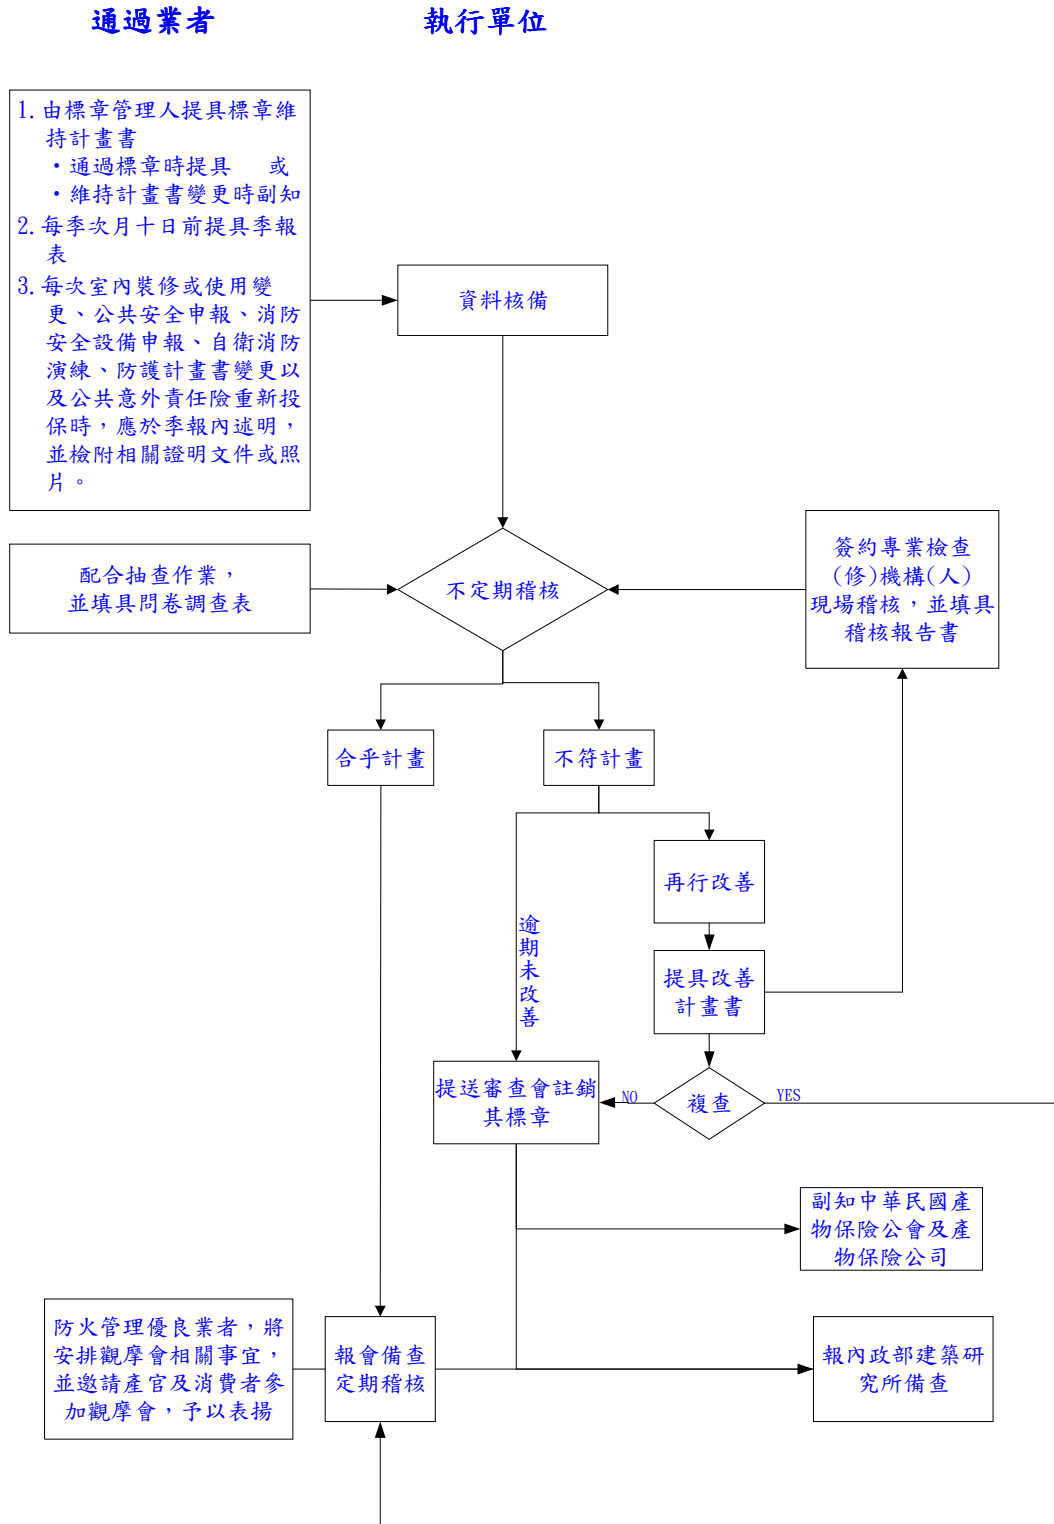 通過業者
執行單位
1.由標章管理人提具標章維
持計畫書
・通過標章時提具 或
・維持計畫書變更時副知
2.每季次月十日前提具季報
表
3.每次室內裝修或使用變
更、公共安全申報、消防
安全設備申報、自衛消防
演練、防護計畫書變更以
及公共意外責任險重新投
保時，應於季報內述明，
並檢附相關證明文件或照
片。
資料核備
配合抽查作業，
並填具問卷調查表
不定期稽核
簽約專業檢查
(修)機構(人)
現場稽核，並填具
稽核報告書
合乎計畫
不符計畫
再行改善
逾期未改善
提具改善
計畫書
提送審查會註銷
其標章
NO
複查
YES
副知中華民國產
物保險公會及產
物保險公司
防火管理優良業者，將
安排觀摩會相關事宜，
並邀請產官及消費者參
加觀摩會，予以表揚
報會備查
定期稽核
報內政部建築研
究所備查